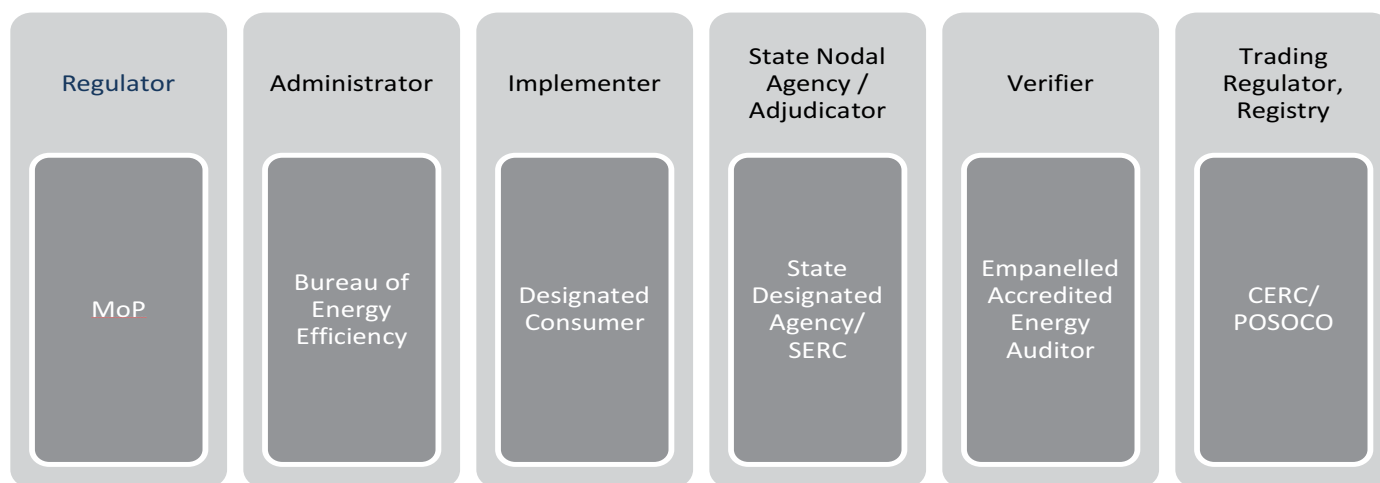 Regulator
MoP
Administrator
Bureau of
Energy
Efficiency
Implementer
Designated
Consumer
State Nodal
Agency /
Adjudicator
State
Designated
Agency/
SERC
Verifier
Empanelled
Accredited
Energy
Auditor
Trading
Regulator,
Registry
CERC/
POSOCO